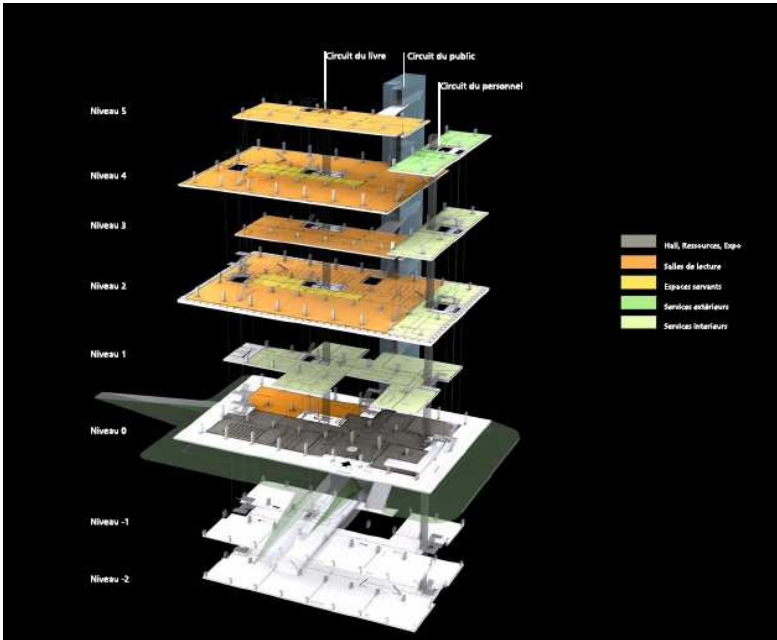 Circuit du livre
Circuit du public
Circuit du personnel
Niveau 5
Niveau 4
Niveau 3
Niveau 2
Niveau 1
Niveau 0
Niveau -1
Niveau -2
Hall, Ressources, Expo
Salles de lecture
Espaces servants
Services extérieurs
Services interieurs